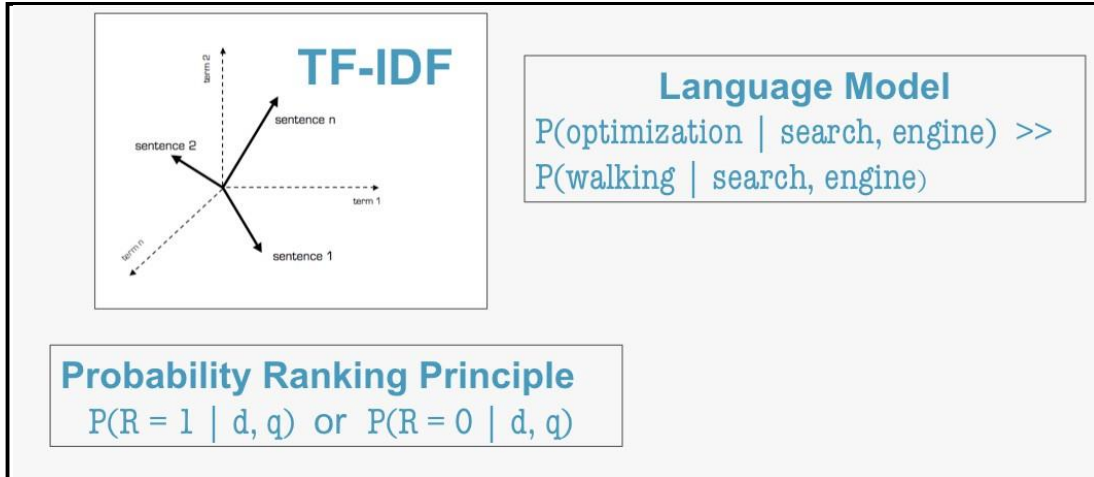 TF-IDF
term 2
sentence n
sentence 2
term 1
term n
sentence 1
Language Model
P(optimization | search, engine) >>
P(walking | search, engine)
Probability Ranking Principle
P(R = 1 | d, q) or P(R = 0 | d, q)